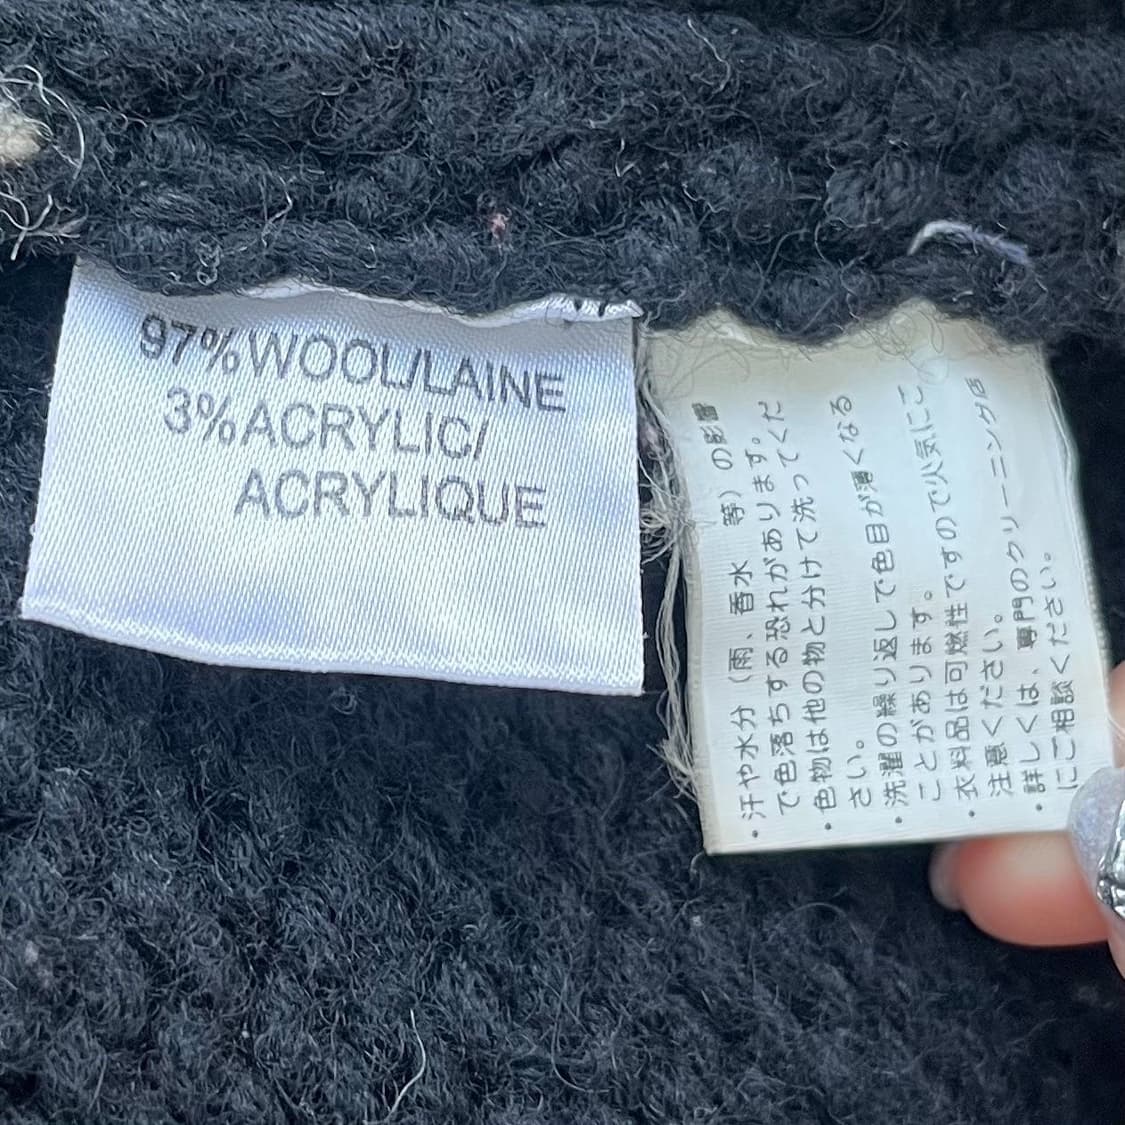 97%WOOL/LAINE
3%ACRYLIC/
ACRYLIQUE
・汗や水分（雨、香水　等）の影響
で色落ちする恐れがあります。
・色物は他の物と分けて洗ってくだ
さい。
・洗濯の繰り返しで色目が薄くなる
ことがあります。
・衣料品は可燃性ですので火気にご
注意ください。
・詳しくは、専門のクリーニング店
にご相談ください。